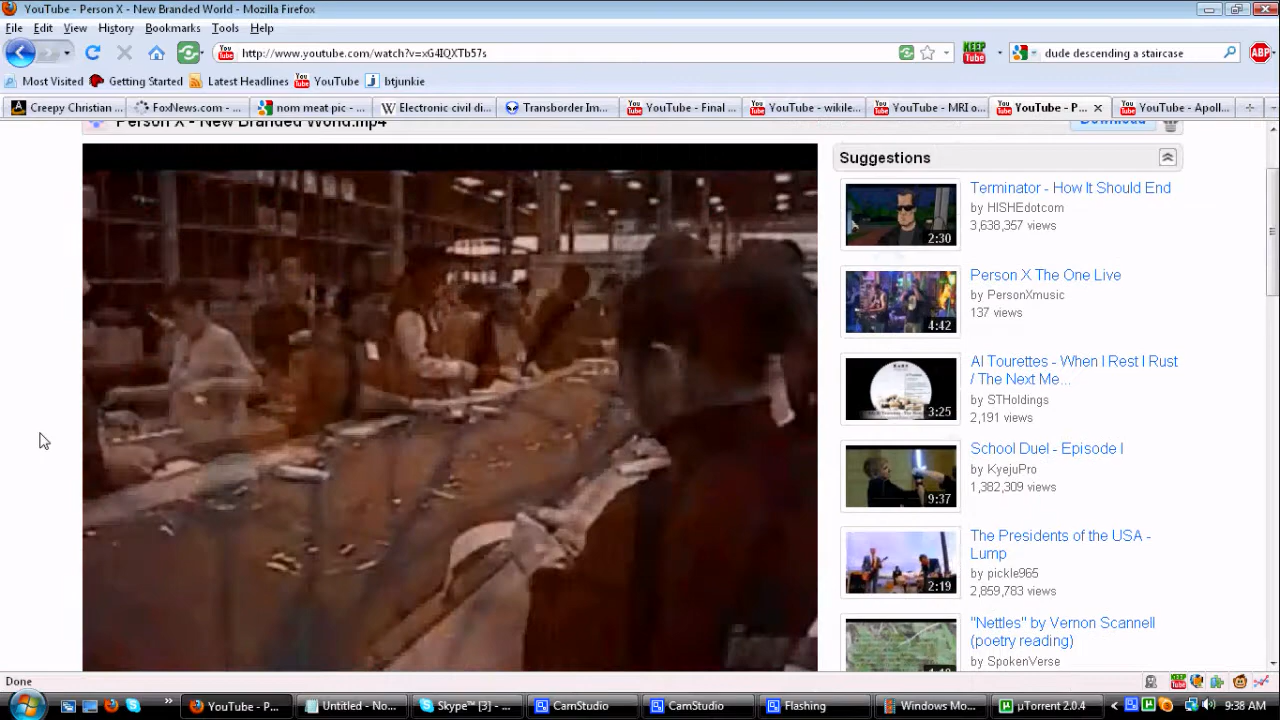 YouTube - Person X - New Branded World - Mozilla Firefox
File Edit View History Bookmarks Tools Help
http://www.youtube.com/watch?v=xG4IQXTb57s
KEEP Tube
dude descending a staircase
ABP
Most Visited Getting Started Latest Headlines YouTube btjunkie
Creepy Christian ... FoxNews.com - ... nom meat pic - ... Electronic civil di... Transborder Im... YouTube - Final ... YouTube - wikile... YouTube - MRI ... YouTube - P... YouTube - Apoll...
Person X - New Branded World.mp4
Download
Suggestions
Terminator - How It Should End
by HISHEdotcom
3,638,357 views
2:30
Person X The One Live
by PersonXmusic
137 views
4:42
Al Tourettes - When I Rest I Rust
/ The Next Me...
by STHoldings
2,191 views
3:25
School Duel - Episode I
by KyejuPro
1,382,309 views
9:37
The Presidents of the USA -
Lump
by pickle965
2,859,783 views
2:19
"Nettles" by Vernon Scannell
(poetry reading)
by SpokenVerse
Done
YouTube - P... Untitled - No... Skype™ [3] - ... CamStudio CamStudio Flashing Windows Mo... µTorrent 2.0.4 9:38 AM